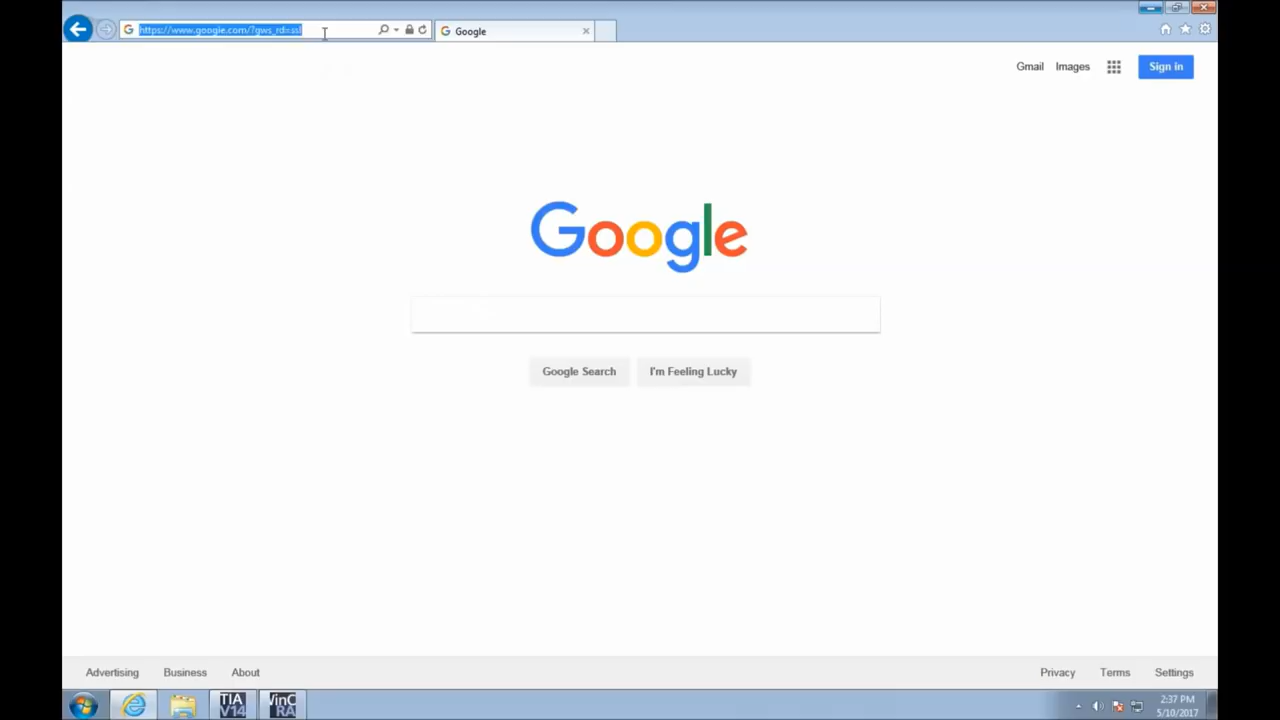 https://www.google.com/?gws_rd=ssl
Google
Gmail Images Sign in
Google
Google Search I'm Feeling Lucky
Advertising Business About Privacy Terms Settings
TIA V14
WinC RA
2:37 PM
5/10/2017